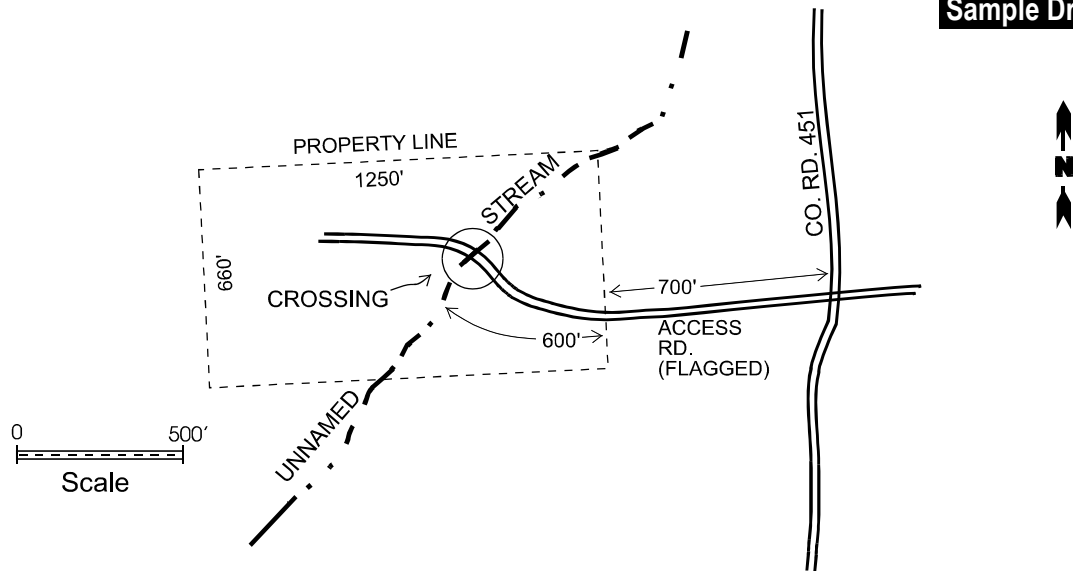 Sample Dr
PROPERTY LINE
1250'
CO. RD. 451
N
STREAM
660'
CROSSING
700'
600'
ACCESS
RD.
(FLAGGED)
UNNAMED
0 500'
Scale